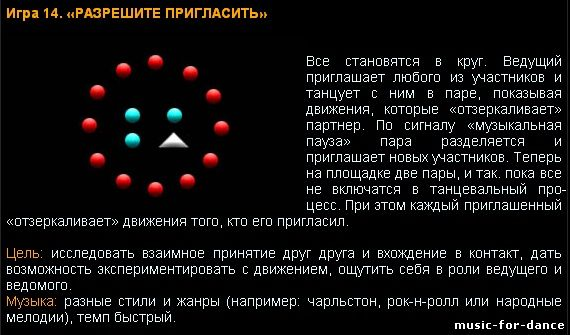 Игра 14. «РАЗРЕШИТЕ ПРИГЛАСИТЬ»
Все становятся в круг. Ведущий
приглашает любого из участников и
танцует с ним в паре, показывая
движения, которые «отзеркаливает»
партнер. По сигналу «музыкальная
пауза» пара разделяется и
приглашает новых участников. Теперь
на площадке две пары, и так. пока все
не включатся в танцевальный про-
цесс. При этом каждый приглашенный
«отзеркаливает» движения того, кто его пригласил.
Цель: исследовать взаимное принятие друг друга и вхождение в контакт, дать
возможность экспериментировать с движением, ощутить себя в роли ведущего и
ведомого.
Музыка: разные стили и жанры (например: чарльстон, рок-н-ролл или народные
мелодии), темп быстрый.
music-for-dance